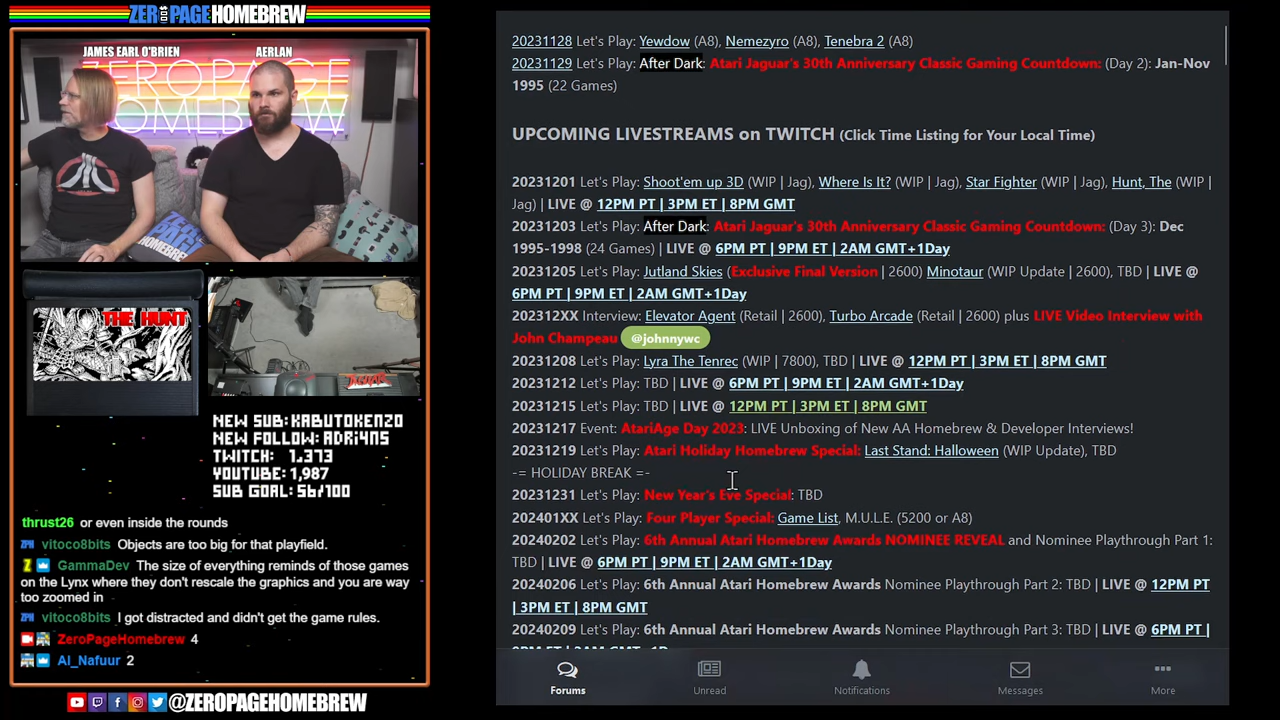 ZEROPAGEHOMEBREW
JAMES EARL O'BRIEN
AERLAN
ZEROPAGE
HOMEBREW
THE HUNT
JAGUAR
NEW SUB: KABUTOKENZO
NEW FOLLOW: ADRI4NS
TWITCH: 1,373
YOUTUBE: 1,987
SUB GOAL: 56/100
thrust26 or even inside the rounds
vitoco8bits Objects are too big for that playfield.
GammaDev The size of everything reminds of those games
on the Lynx where they don't rescale the graphics and you are way
too zoomed in
vitoco8bits I got distracted and didn't get the game rules.
ZeroPageHomebrew 4
Al_Nafuur 2
@ZEROPAGEHOMEBREW
20231128 Let's Play: Yewdow (A8), Nemezyro (A8), Tenebra 2 (A8)
20231129 Let's Play: After Dark: Atari Jaguar's 30th Anniversary Classic Gaming Countdown: (Day 2): Jan-Nov
1995 (22 Games)
UPCOMING LIVESTREAMS on TWITCH (Click Time Listing for Your Local Time)
20231201 Let's Play: Shoot'em up 3D (WIP | Jag), Where Is It? (WIP | Jag), Star Fighter (WIP | Jag), Hunt, The (WIP |
Jag) | LIVE @ 12PM PT | 3PM ET | 8PM GMT
20231203 Let's Play: After Dark: Atari Jaguar's 30th Anniversary Classic Gaming Countdown: (Day 3): Dec
1995-1998 (24 Games) | LIVE @ 6PM PT | 9PM ET | 2AM GMT+1Day
20231205 Let's Play: Jutland Skies (Exclusive Final Version | 2600) Minotaur (WIP Update | 2600), TBD | LIVE @
6PM PT | 9PM ET | 2AM GMT+1Day
202312XX Interview: Elevator Agent (Retail | 2600), Turbo Arcade (Retail | 2600) plus LIVE Video Interview with
John Champeau @johnnywc
20231208 Let's Play: Lyra The Tenrec (WIP | 7800), TBD | LIVE @ 12PM PT | 3PM ET | 8PM GMT
20231212 Let's Play: TBD | LIVE @ 6PM PT | 9PM ET | 2AM GMT+1Day
20231215 Let's Play: TBD | LIVE @ 12PM PT | 3PM ET | 8PM GMT
20231217 Event: AtariAge Day 2023: LIVE Unboxing of New AA Homebrew & Developer Interviews!
20231219 Let's Play: Atari Holiday Homebrew Special: Last Stand: Halloween (WIP Update), TBD
-= HOLIDAY BREAK =-
20231231 Let's Play: New Year's Eve Special: TBD
202401XX Let's Play: Four Player Special: Game List, M.U.L.E. (5200 or A8)
20240202 Let's Play: 6th Annual Atari Homebrew Awards NOMINEE REVEAL and Nominee Playthrough Part 1:
TBD | LIVE @ 6PM PT | 9PM ET | 2AM GMT+1Day
20240206 Let's Play: 6th Annual Atari Homebrew Awards Nominee Playthrough Part 2: TBD | LIVE @ 12PM PT
| 3PM ET | 8PM GMT
20240209 Let's Play: 6th Annual Atari Homebrew Awards Nominee Playthrough Part 3: TBD | LIVE @ 6PM PT |
Forums
Unread
Notifications
Messages
More